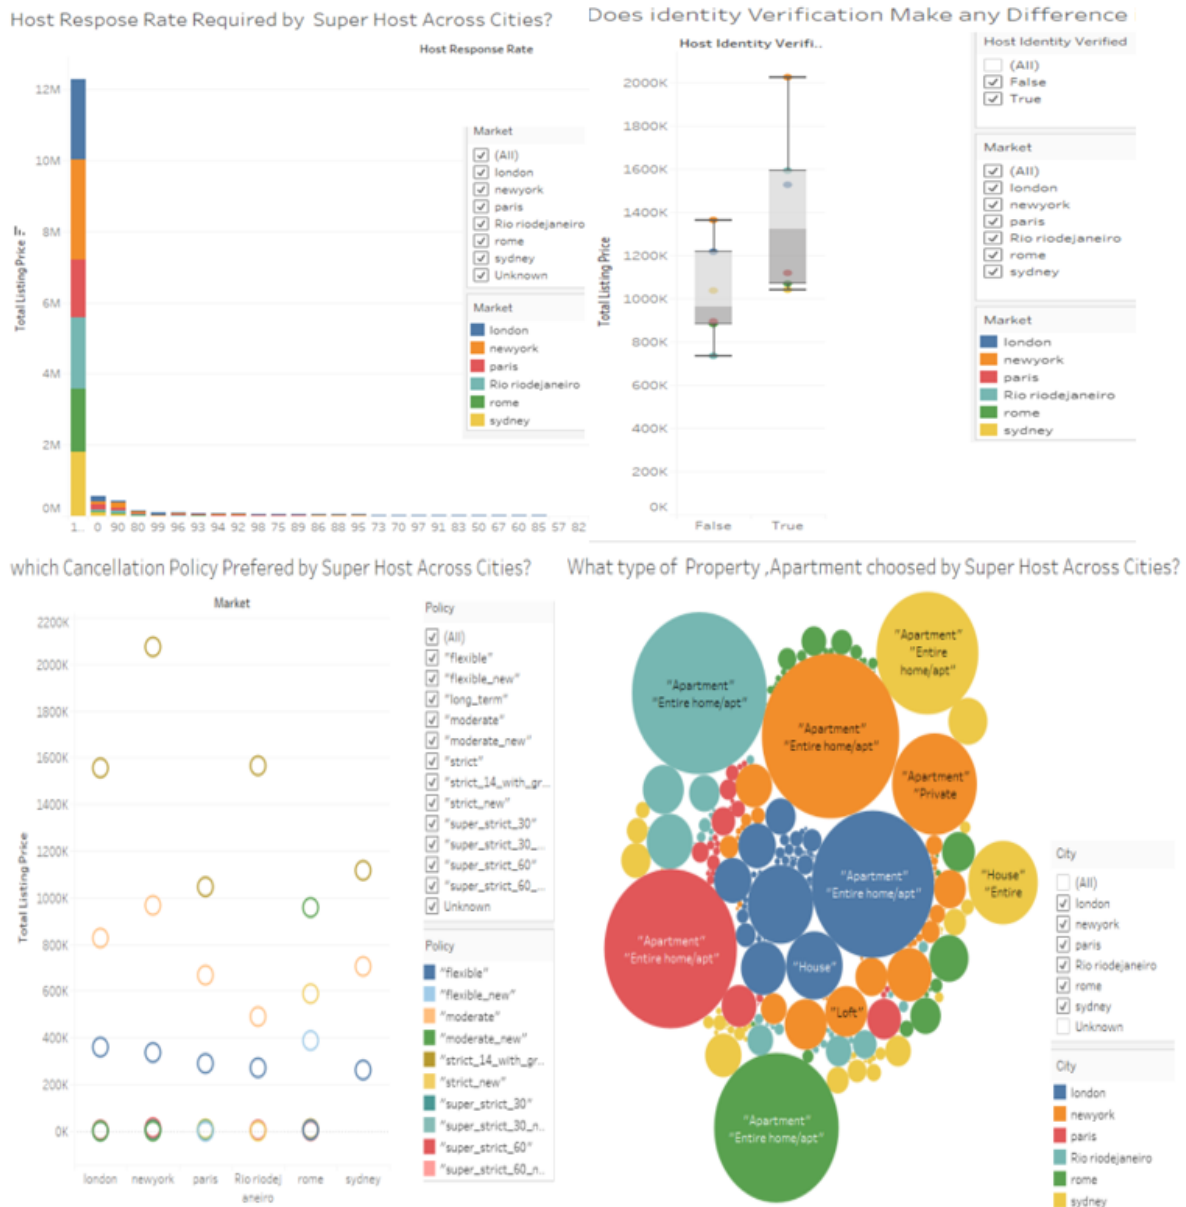 Host Respose Rate Required by Super Host Across Cities?
Host Response Rate
12M
10M
8M
6M
4M
2M
0M
Total Listing Price
1.. 0 90 80 99 96 93 94 92 98 75 89 86 88 95 73 70 97 91 83 50 67 60 85 57 82
Market
(All)
london
newyork
paris
Rio riodejaneiro
rome
sydney
Unknown
Market
london
newyork
paris
Rio riodejaneiro
rome
sydney
Does identity Verification Make any Difference
Host Identity Verifi..
2000K
1800K
1600K
1400K
1200K
1000K
800K
600K
400K
200K
0K
Total Listing Price
False True
Host Identity Verified
(All)
False
True
Market
(All)
london
newyork
paris
Rio riodejaneiro
rome
sydney
Market
london
newyork
paris
Rio riodejaneiro
rome
sydney
which Cancellation Policy Prefered by Super Host Across Cities?
Market
2200K
2000K
1800K
1600K
1400K
1200K
1000K
800K
600K
400K
200K
0K
Total Listing Price
london newyork paris Rio riodej rome sydney
aneiro
Policy
(All)
"flexible"
"flexible_new"
"long_term"
"moderate"
"moderate_new"
"strict"
"strict_14_with_gr...
"strict_new"
"super_strict_30"
"super_strict_30_...
"super_strict_60"
"super_strict_60_...
Unknown
Policy
"flexible"
"flexible_new"
"moderate"
"moderate_new"
"strict_14_with_gr..
"strict_new"
"super_strict_30"
"super_strict_30_n..
"super_strict_60"
"super_strict_60_n..
What type of Property ,Apartment choosed by Super Host Across Cities?
"Apartment"
"Entire
home/apt"
"Apartment"
"Entire home/apt"
"Apartment"
"Entire home/apt"
"Apartment"
"Private
"Apartment"
"Entire home/apt"
"House"
"Entire
"Apartment"
"Entire home/apt"
"House"
"Loft"
"Apartment"
"Entire home/apt"
City
(All)
london
newyork
paris
Rio riodejaneiro
rome
sydney
Unknown
City
london
newyork
paris
Rio riodejaneiro
rome
sydney